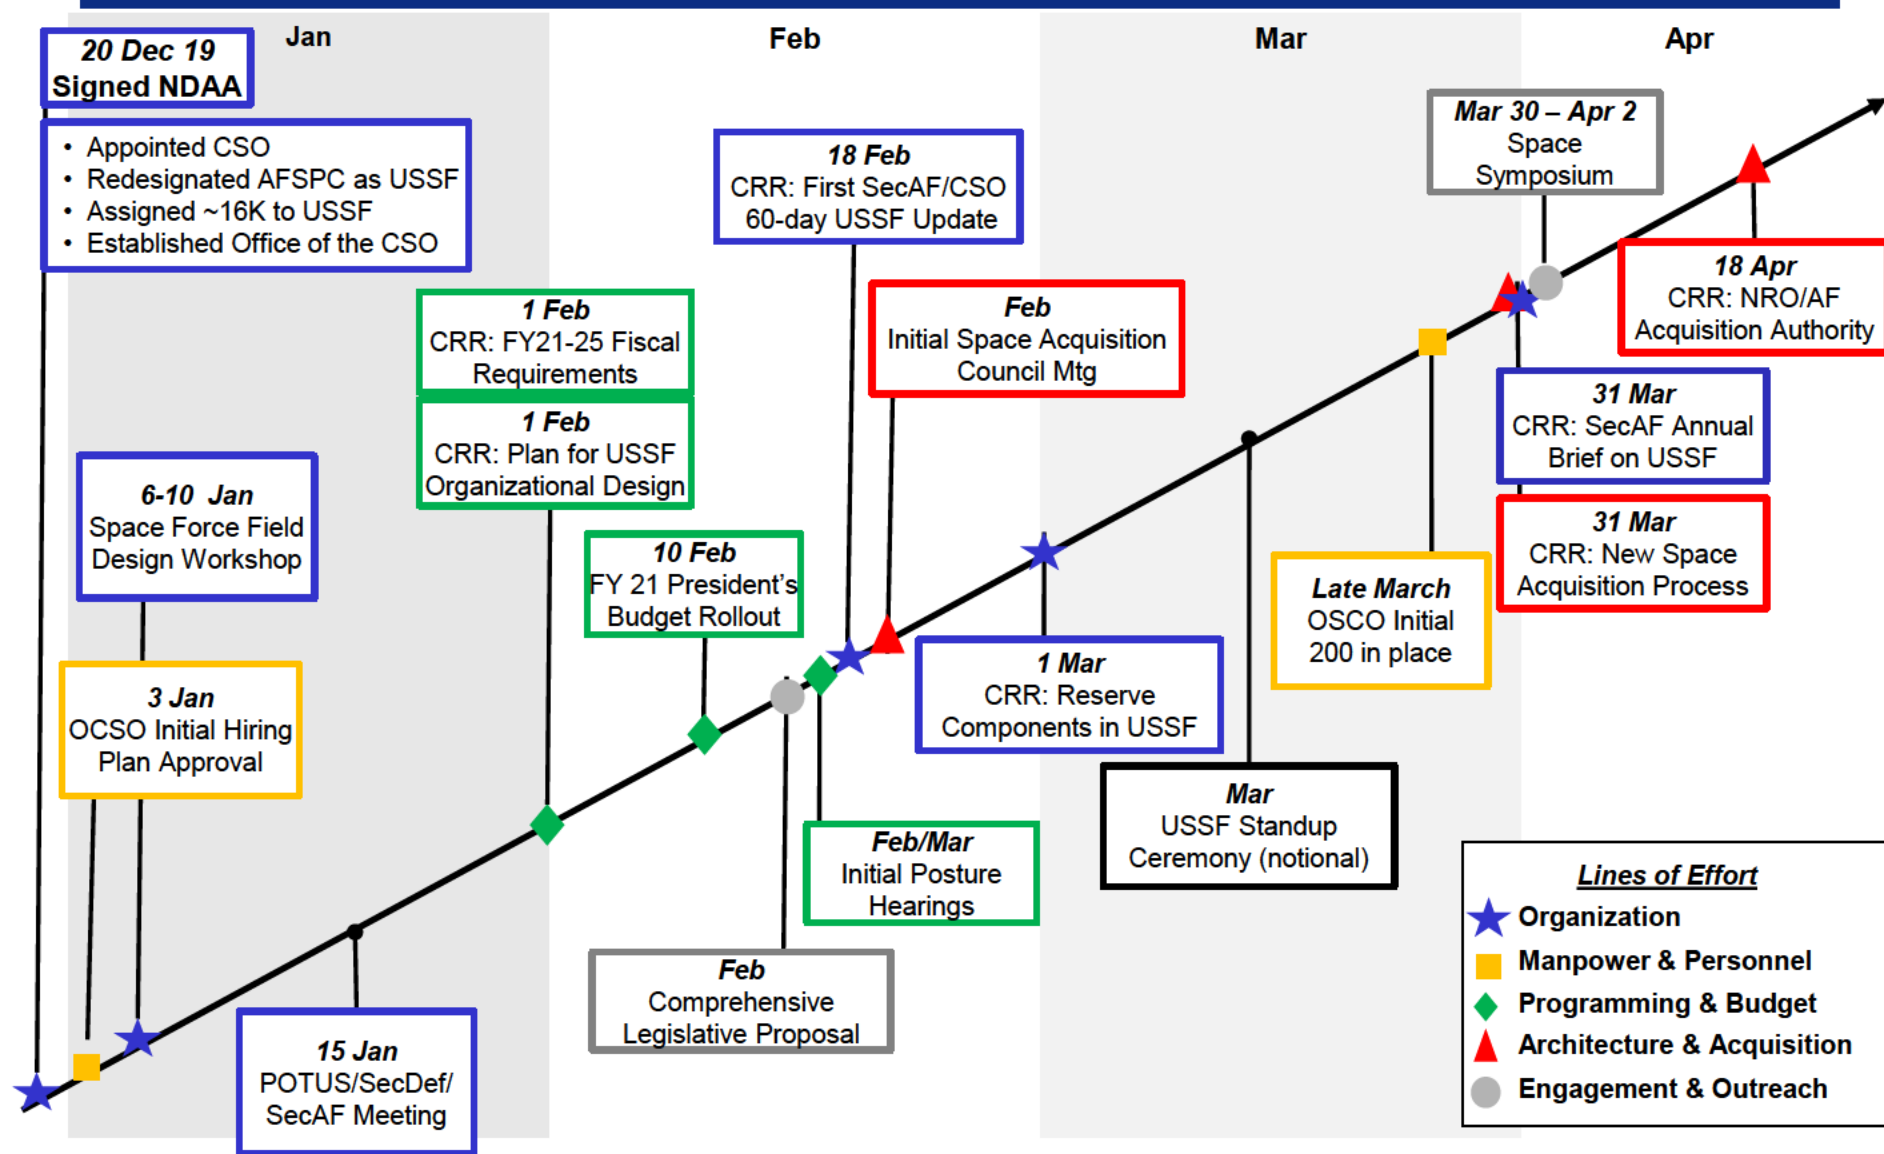 Jan
Feb
Mar
Apr
20 Dec 19
Signed NDAA
• Appointed CSO
• Redesignated AFSPC as USSF
• Assigned ~16K to USSF
• Established Office of the CSO
6-10 Jan
Space Force Field
Design Workshop
3 Jan
OCSO Initial Hiring
Plan Approval
15 Jan
POTUS/SecDef/
SecAF Meeting
1 Feb
CRR: FY21-25 Fiscal
Requirements
1 Feb
CRR: Plan for USSF
Organizational Design
10 Feb
FY 21 President’s
Budget Rollout
Feb
Comprehensive
Legislative Proposal
Feb/Mar
Initial Posture
Hearings
18 Feb
CRR: First SecAF/CSO
60-day USSF Update
Feb
Initial Space Acquisition
Council Mtg
1 Mar
CRR: Reserve
Components in USSF
Mar
USSF Standup
Ceremony (notional)
Late March
OSCO Initial
200 in place
Mar 30 – Apr 2
Space
Symposium
31 Mar
CRR: SecAF Annual
Brief on USSF
31 Mar
CRR: New Space
Acquisition Process
18 Apr
CRR: NRO/AF
Acquisition Authority
Lines of Effort
Organization
Manpower & Personnel
Programming & Budget
Architecture & Acquisition
Engagement & Outreach